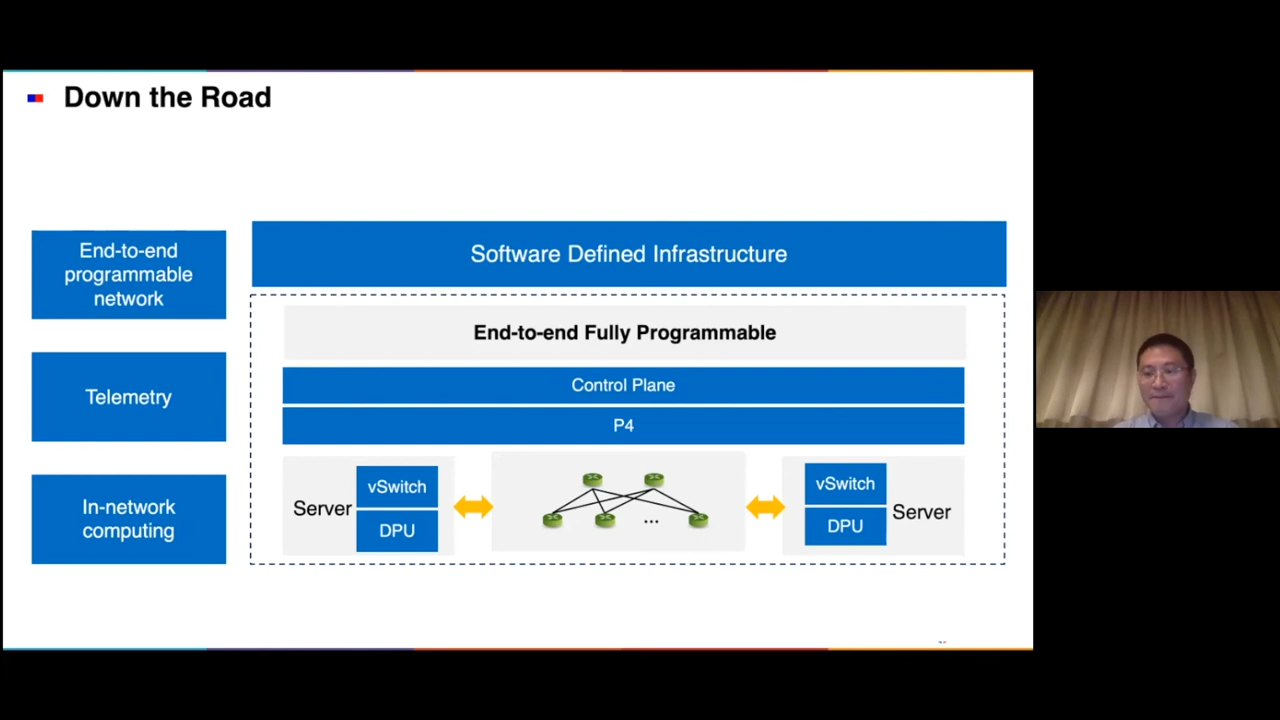 Down the Road
End-to-end
programmable
network
Telemetry
In-network
computing
Software Defined Infrastructure
End-to-end Fully Programmable
Control Plane
P4
Server
vSwitch
DPU
...
vSwitch
DPU
Server